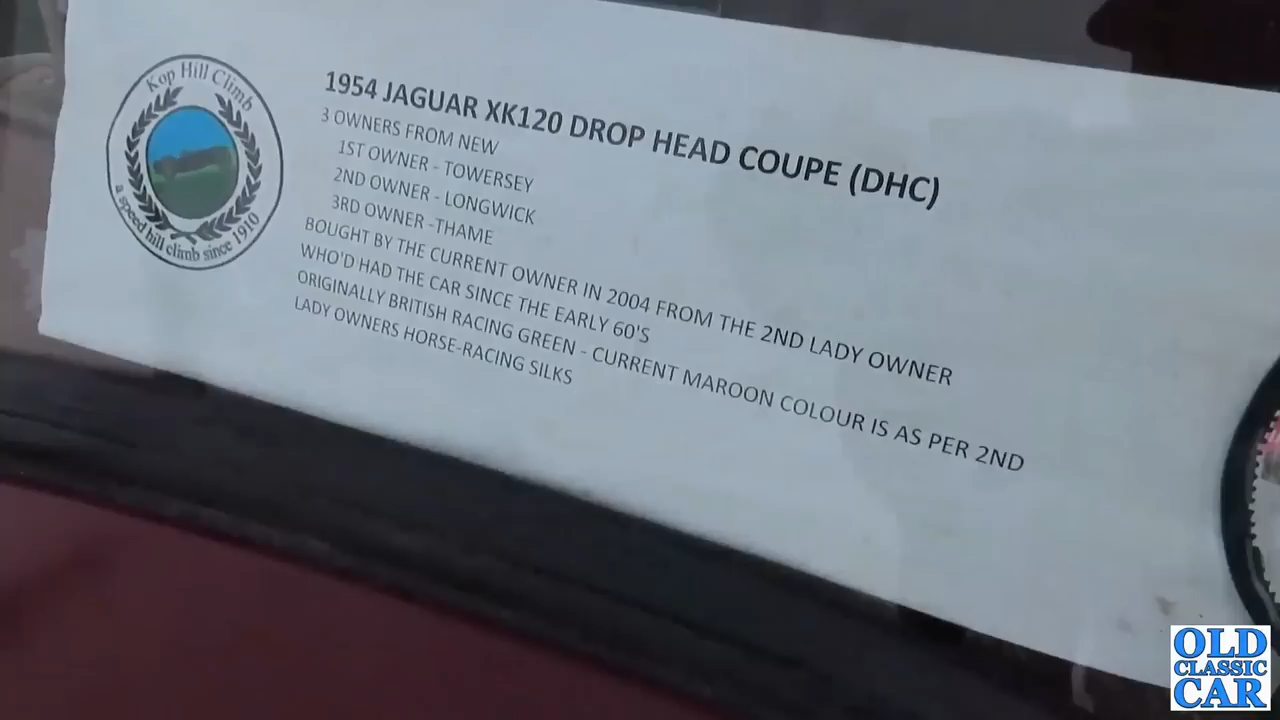 Kop Hill Climb
a speed hill climb since 1910
1954 JAGUAR XK120 DROP HEAD COUPE (DHC)
3 OWNERS FROM NEW
1ST OWNER - TOWERSEY
2ND OWNER - LONGWICK
3RD OWNER -THAME
BOUGHT BY THE CURRENT OWNER IN 2004 FROM THE 2ND LADY OWNER
WHO'D HAD THE CAR SINCE THE EARLY 60'S
ORIGINALLY BRITISH RACING GREEN - CURRENT MAROON COLOUR IS AS PER 2ND
LADY OWNERS HORSE-RACING SILKS
OLD
CLASSIC
CAR